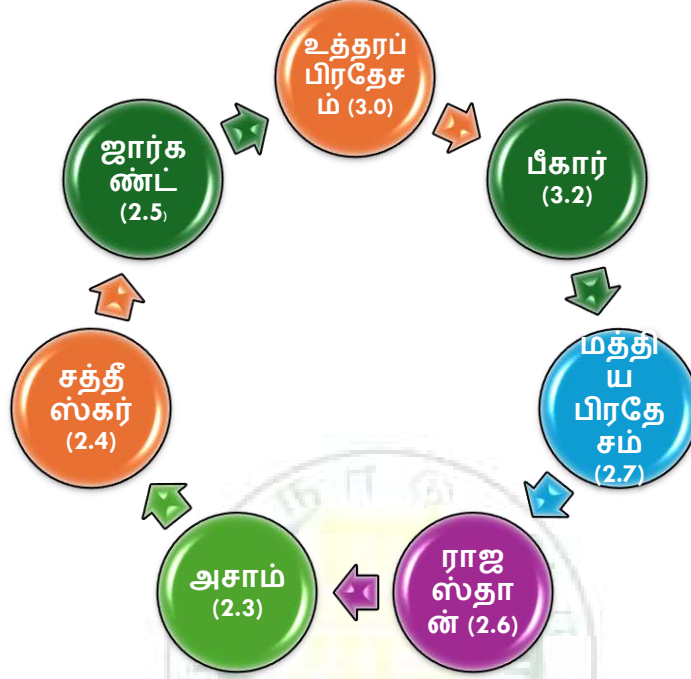 உத்தரப்
பிரதேச
ம் (3.0)
பீகார்
(3.2)
மத்தி
ய
பிரதே
சம்
(2.7)
ராஜ
ஸ்தா
ன் (2.6)
அசாம்
(2.3)
சத்தீ
ஸ்கர்
(2.4)
ஜார்க
ண்ட்
(2.5)